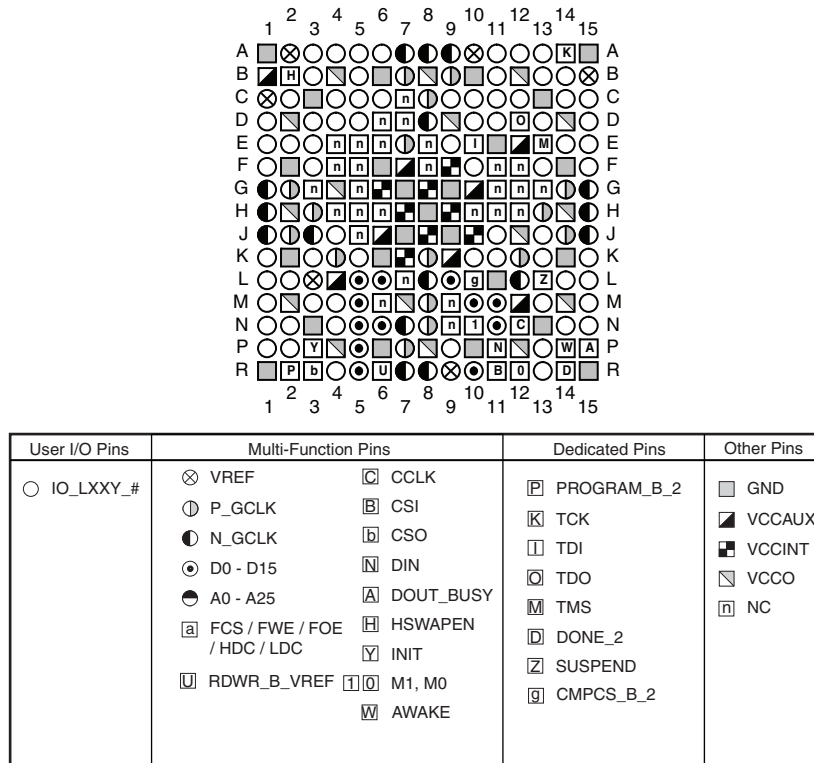 2 4 6 8 10 12 14
1 3 5 7 9 11 13 15
A K A
B H B
C n C
D n n O D
E n n n n I M E
F n n n n n F
G n n n n n G
H n n n n n n H
J n J
K K
L n g Z L
M n n M
N n 1 C N
P Y N W A P
R P b U B 0 D R
2 4 6 8 10 12 14
1 3 5 7 9 11 13 15
User I/O Pins
IO_LXXY_#
Multi-Function Pins
VREF
P_GCLK
N_GCLK
D0 - D15
A0 - A25
a FCS / FWE / FOE
/ HDC / LDC
U RDWR_B_VREF
C CCLK
B CSI
b CSO
N DIN
A DOUT_BUSY
H HSWAPEN
Y INIT
1 0 M1, M0
W AWAKE
Dedicated Pins
P PROGRAM_B_2
K TCK
I TDI
O TDO
M TMS
D DONE_2
Z SUSPEND
g CMPCS_B_2
Other Pins
GND
VCCAUX
VCCINT
VCCO
n NC